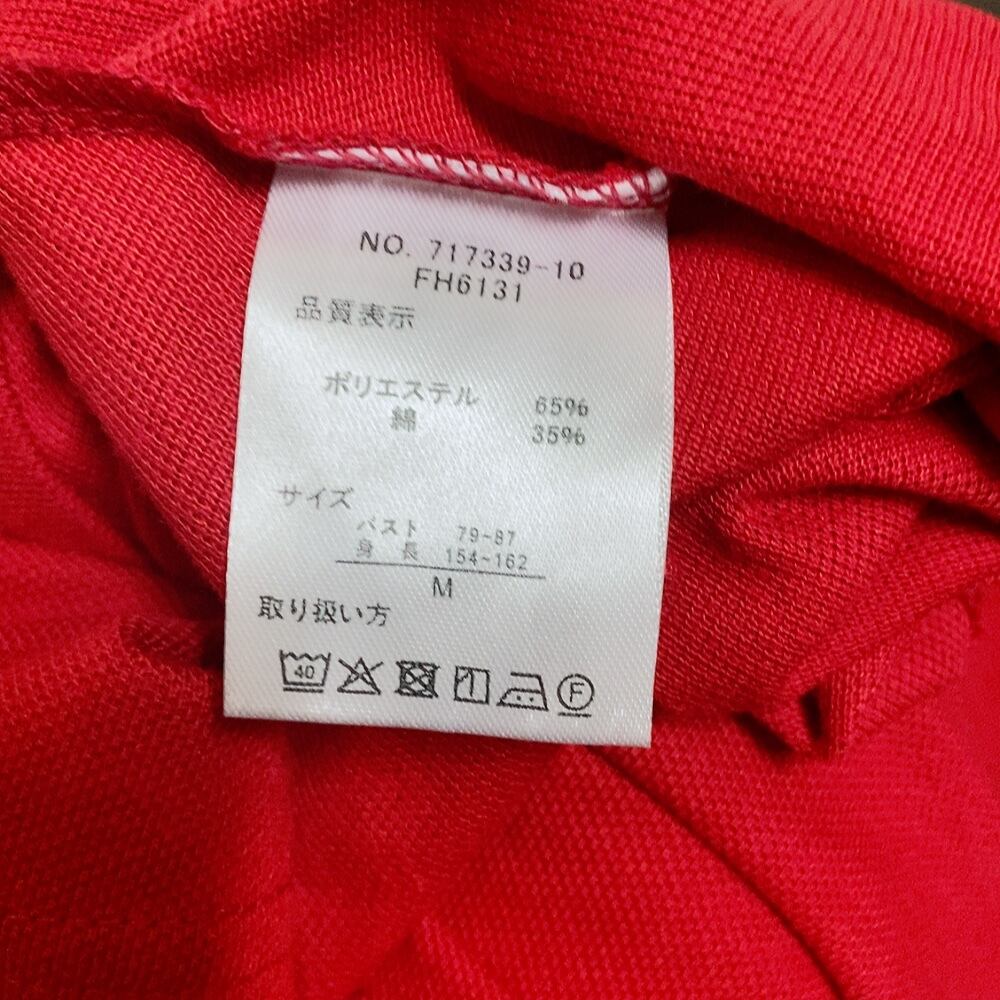 NO. 717339-10
FH6131
品質表示
ポリエステル 65%
綿 35%
サイズ
バスト 79-87
身長 154-162
M
取り扱い方
40
F